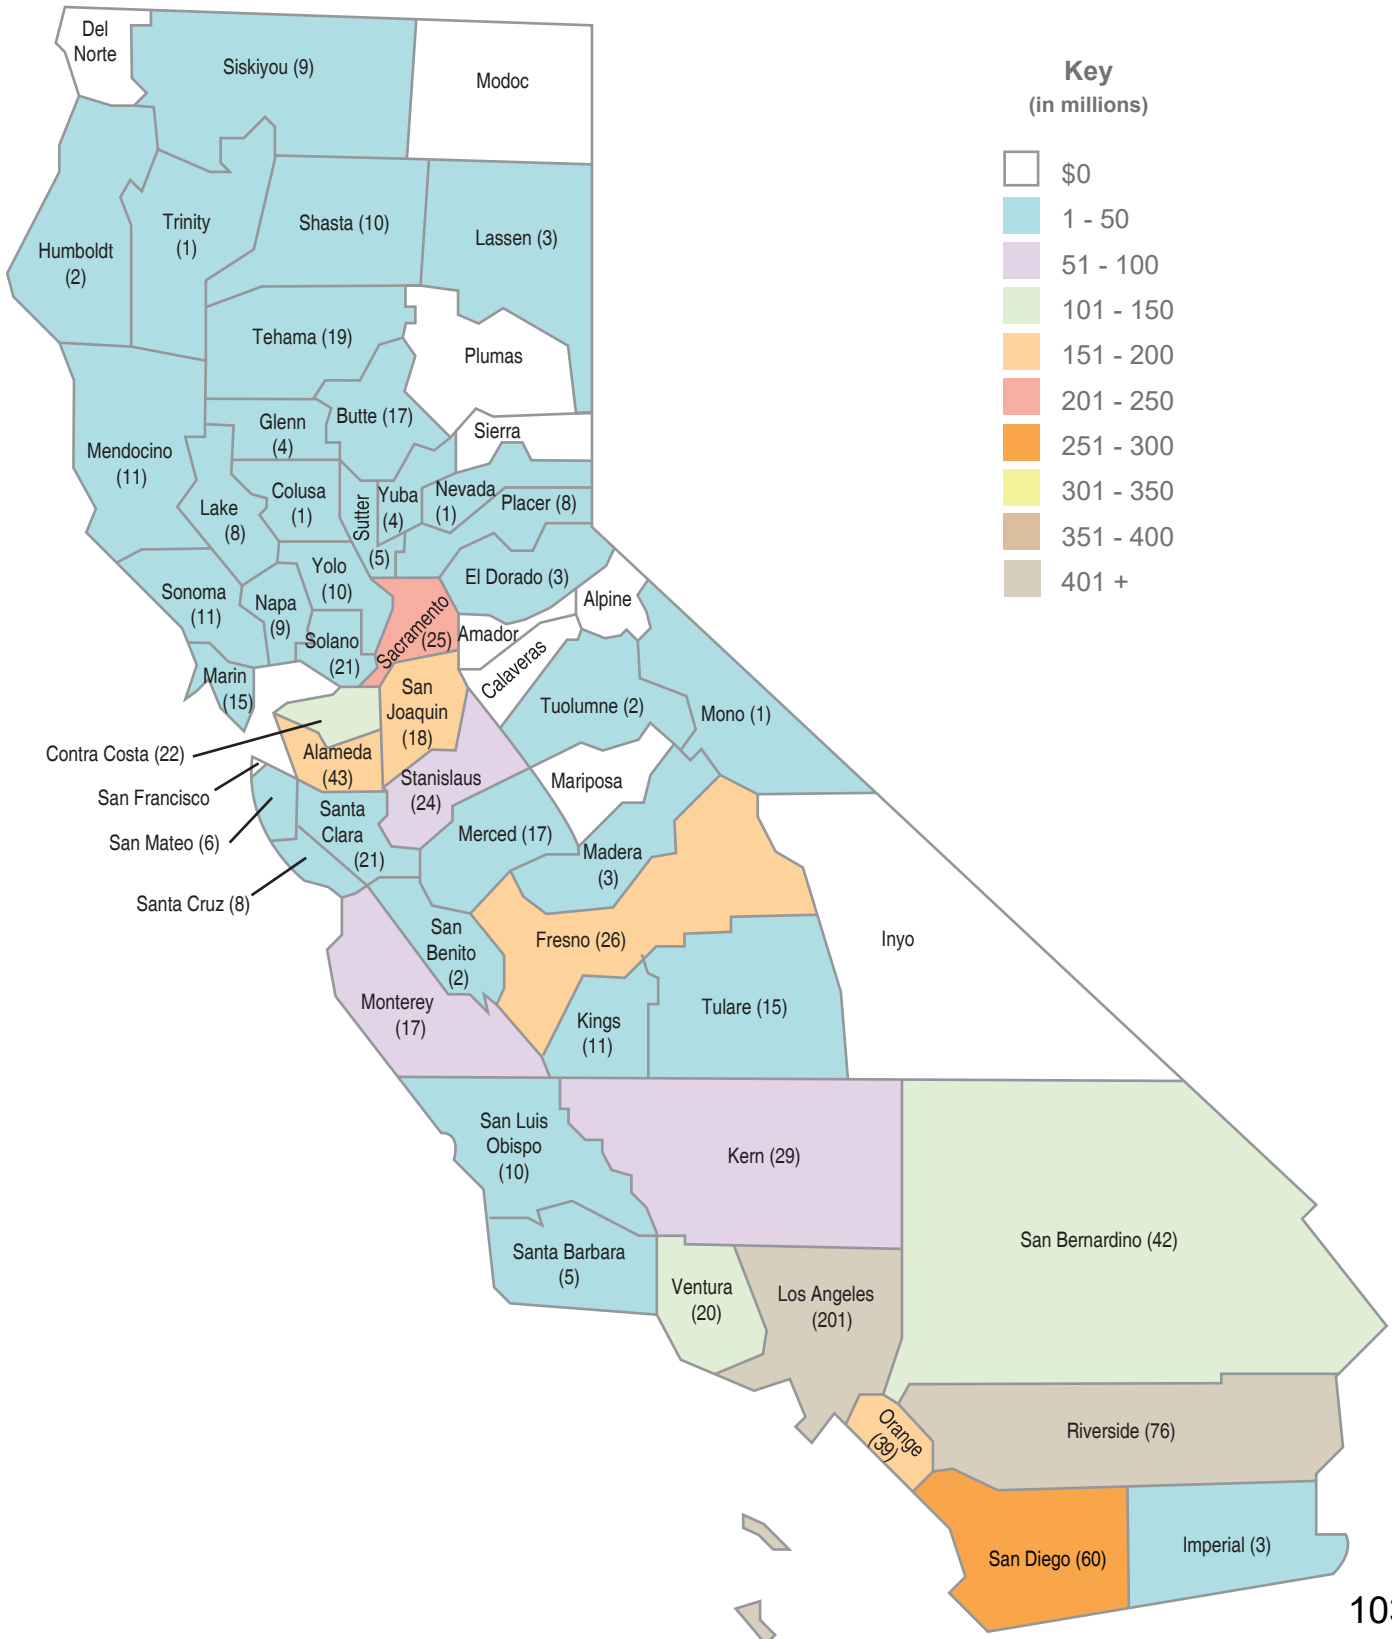 Del
Norte
Siskiyou (9)
Modoc
Key
(in millions)
$0
1 - 50
51 - 100
101 - 150
151 - 200
201 - 250
251 - 300
301 - 350
351 - 400
401 +
Humboldt
(2)
Trinity
(1)
Shasta (10)
Lassen (3)
Tehama (19)
Plumas
Mendocino
(11)
Glenn
(4)
Butte (17)
Sierra
Lake
(8)
Colusa
(1)
Sutter
(5)
Yuba
(4)
Nevada
(1)
Placer (8)
Sonoma
(11)
Napa
(9)
Yolo
(10)
El Dorado (3)
Alpine
Solano
(21)
Sacramento
(25)
Amador
Calaveras
Marin
(15)
San
Joaquin
(18)
Tuolumne (2)
Mono (1)
Contra Costa (22)
Alameda
(43)
Stanislaus
(24)
Mariposa
San Francisco
San Mateo (6)
Santa
Clara
(21)
Merced (17)
Madera
(3)
Santa Cruz (8)
San
Benito
(2)
Fresno (26)
Inyo
Monterey
(17)
Kings
(11)
Tulare (15)
San Luis
Obispo
(10)
Kern (29)
San Bernardino (42)
Santa Barbara
(5)
Ventura
(20)
Los Angeles
(201)
Orange
(39)
Riverside (76)
San Diego (60)
Imperial (3)
103